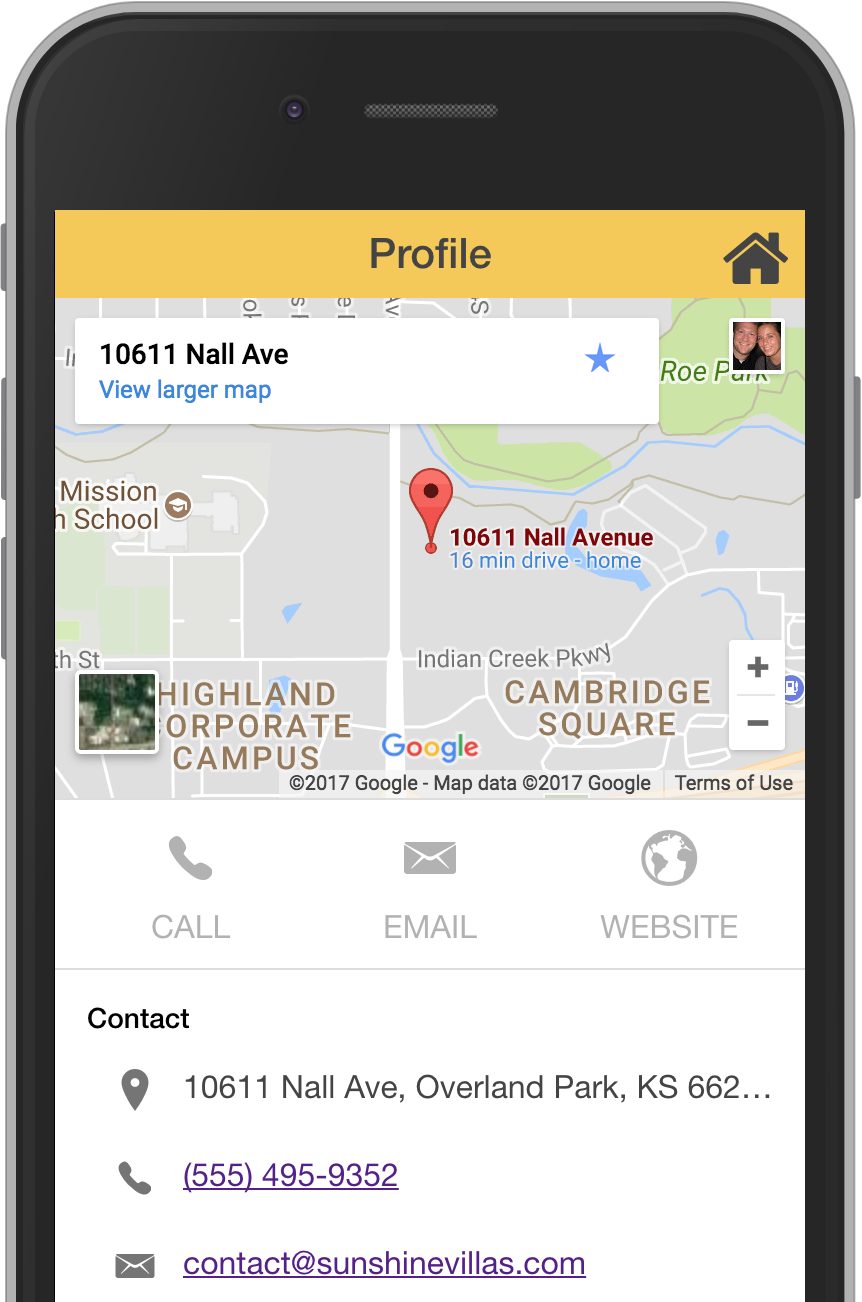 Profile
10611 Nall Ave
View larger map
Roe Park
Mission
h School
10611 Nall Avenue
16 min drive - home
th St
Indian Creek Pkwy
HIGHLAND
CORPORATE
CAMPUS
CAMBRIDGE
SQUARE
+
−
Google
©2017 Google - Map data ©2017 Google
Terms of Use
CALL
EMAIL
WEBSITE
Contact
10611 Nall Ave, Overland Park, KS 662...
(555) 495-9352
contact@sunshinevillas.com